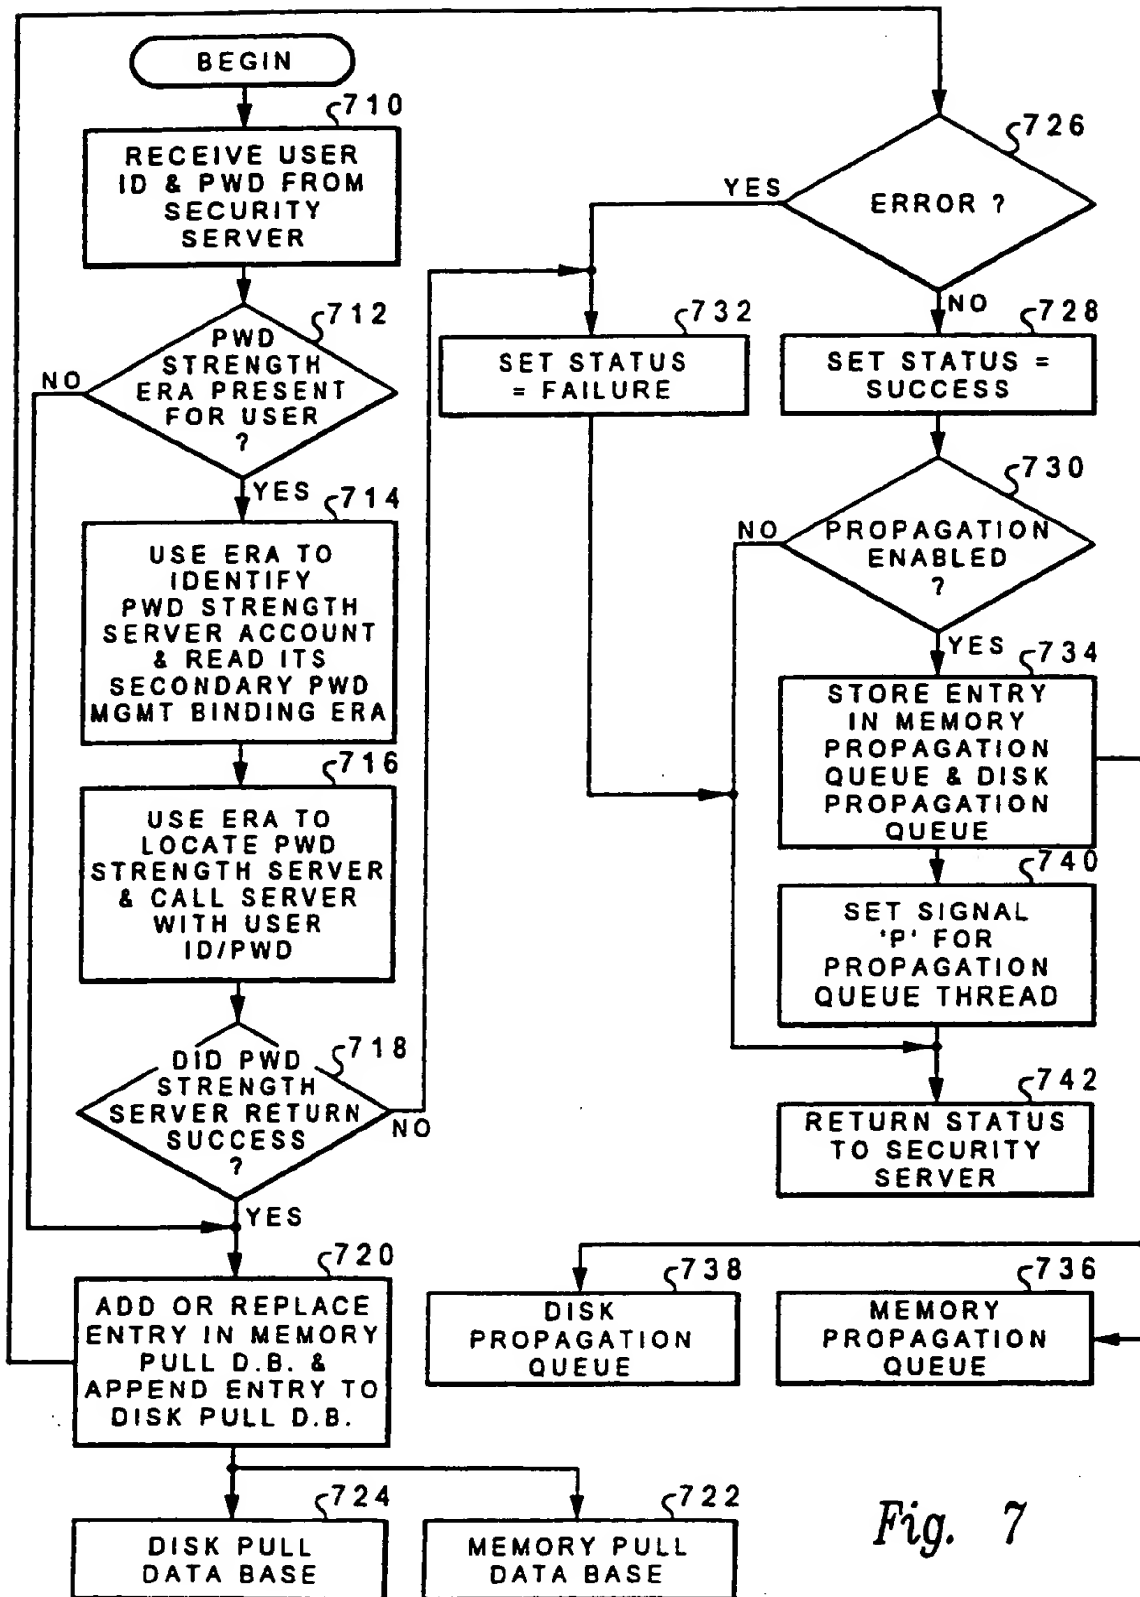 BEGIN
710
RECEIVE USER
ID & PWD FROM
SECURITY
SERVER
712
PWD
STRENGTH
ERA PRESENT
FOR USER
?
NO
YES
714
USE ERA TO
IDENTIFY
PWD STRENGTH
SERVER ACCOUNT
& READ ITS
SECONDARY PWD
MGMT BINDING ERA
716
USE ERA TO
LOCATE PWD
STRENGTH SERVER
& CALL SERVER
WITH USER
ID/PWD
718
DID PWD
STRENGTH
SERVER RETURN
SUCCESS
?
NO
YES
720
ADD OR REPLACE
ENTRY IN MEMORY
PULL D.B. &
APPEND ENTRY TO
DISK PULL D.B.
724
DISK PULL
DATA BASE
722
MEMORY PULL
DATA BASE
726
ERROR ?
YES
NO
732
SET STATUS
= FAILURE
728
SET STATUS =
SUCCESS
730
PROPAGATION
ENABLED
?
NO
YES
734
STORE ENTRY
IN MEMORY
PROPAGATION
QUEUE & DISK
PROPAGATION
QUEUE
740
SET SIGNAL
'P' FOR
PROPAGATION
QUEUE THREAD
742
RETURN STATUS
TO SECURITY
SERVER
738
DISK
PROPAGATION
QUEUE
736
MEMORY
PROPAGATION
QUEUE
Fig. 7